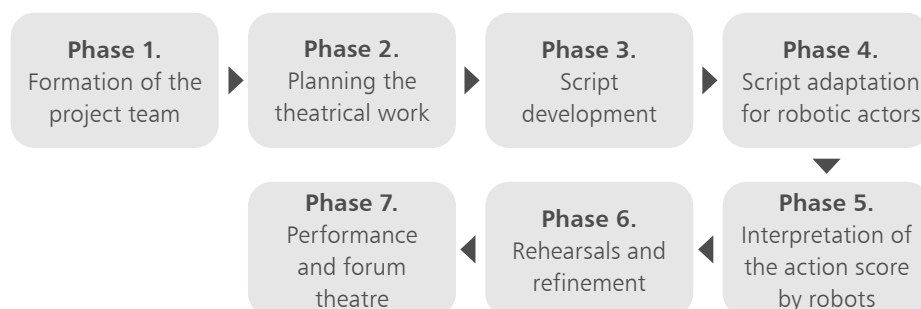 Phase 1.
Formation of the
project team
Phase 2.
Planning the
theatrical work
Phase 3.
Script
development
Phase 4.
Script adaptation
for robotic actors
Phase 5.
Interpretation of
the action score
by robots
Phase 6.
Rehearsals and
refinement
Phase 7.
Performance
and forum
theatre